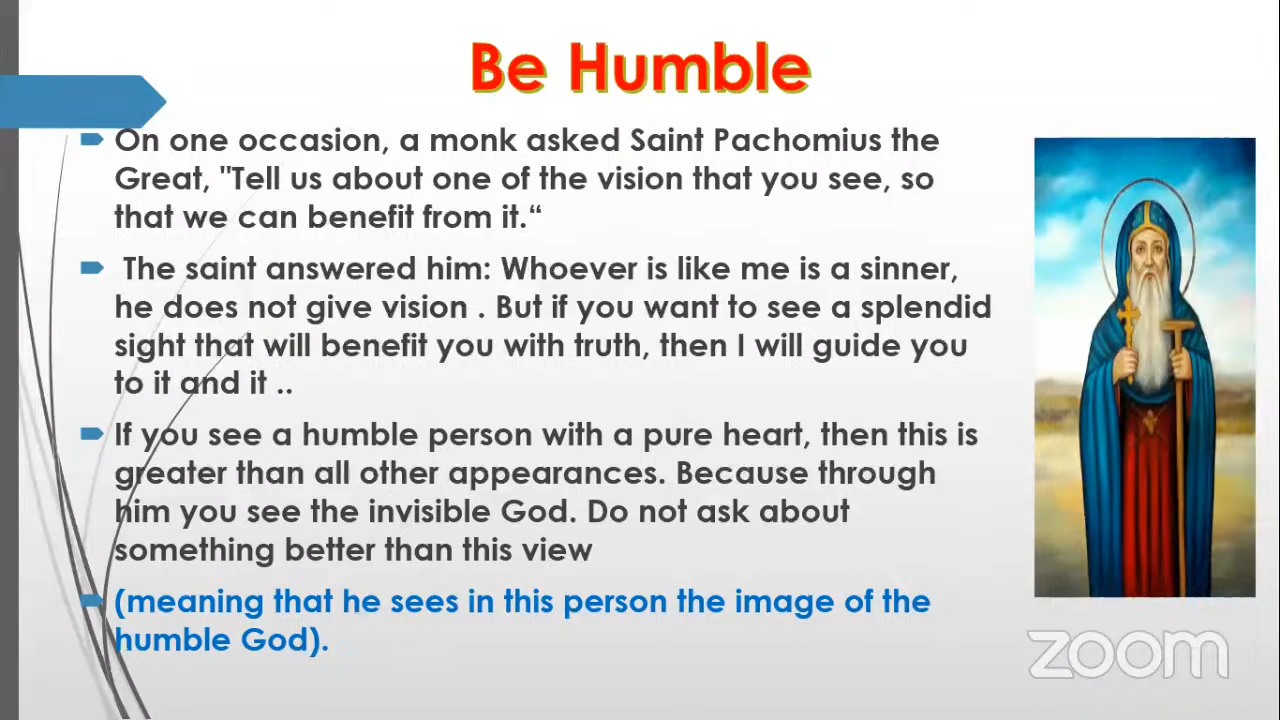 Be Humble
On one occasion, a monk asked Saint Pachomius the
Great, "Tell us about one of the vision that you see, so
that we can benefit from it.“
The saint answered him: Whoever is like me is a sinner,
he does not give vision . But if you want to see a splendid
sight that will benefit you with truth, then I will guide you
to it and it ..
If you see a humble person with a pure heart, then this is
greater than all other appearances. Because through
him you see the invisible God. Do not ask about
something better than this view
(meaning that he sees in this person the image of the
humble God).
zoom